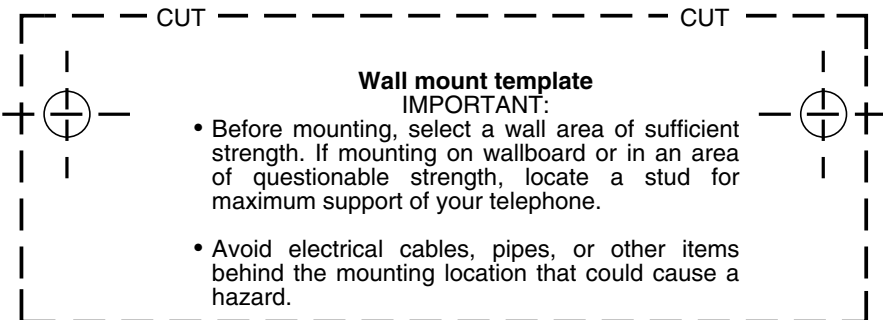 CUT CUT
Wall mount template
IMPORTANT:
• Before mounting, select a wall area of sufficient
strength. If mounting on wallboard or in an area
of questionable strength, locate a stud for
maximum support of your telephone.
• Avoid electrical cables, pipes, or other items
behind the mounting location that could cause a
hazard.